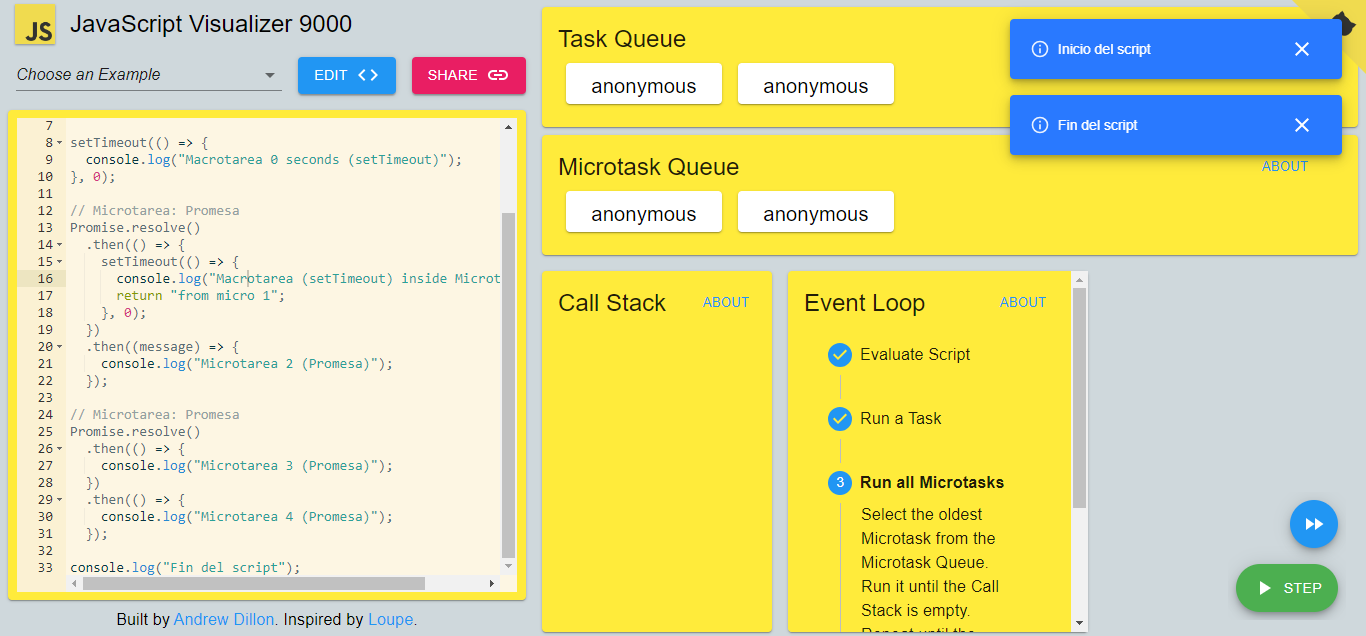 JS
JavaScript Visualizer 9000
Choose an Example
EDIT
SHARE
7
8 setTimeout(() => {
9 console.log("Macrotarea 0 seconds (setTimeout)");
10 }, 0);
11
12 // Microtarea: Promesa
13 Promise.resolve()
14 .then(() => {
15 setTimeout(() => {
16 console.log("Macrotarea (setTimeout) inside Microt
17 return "from micro 1";
18 }, 0);
19 })
20 .then((message) => {
21 console.log("Microtarea 2 (Promesa)");
22 });
23
24 // Microtarea: Promesa
25 Promise.resolve()
26 .then(() => {
27 console.log("Microtarea 3 (Promesa)");
28 })
29 .then(() => {
30 console.log("Microtarea 4 (Promesa)");
31 });
32
33 console.log("Fin del script");
Built by Andrew Dillon. Inspired by Loupe.
Task Queue
anonymous anonymous
Inicio del script
Fin del script
Microtask Queue
ABOUT
anonymous anonymous
Call Stack ABOUT
Event Loop ABOUT
Evaluate Script
Run a Task
3 Run all Microtasks
Select the oldest
Microtask from the
Microtask Queue.
Run it until the Call
Stack is empty.
Repeat until the
STEP